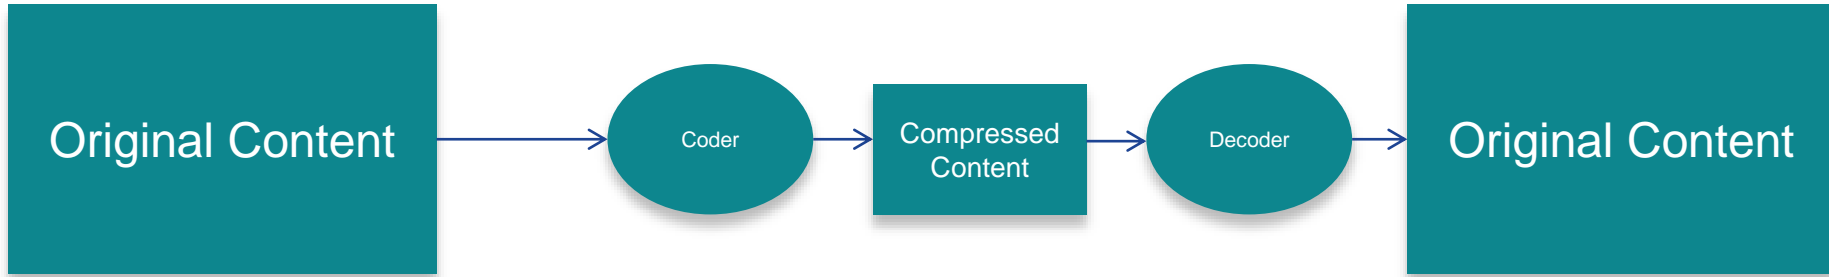 Original Content
Coder
Compressed
Content
Decoder
Original Content